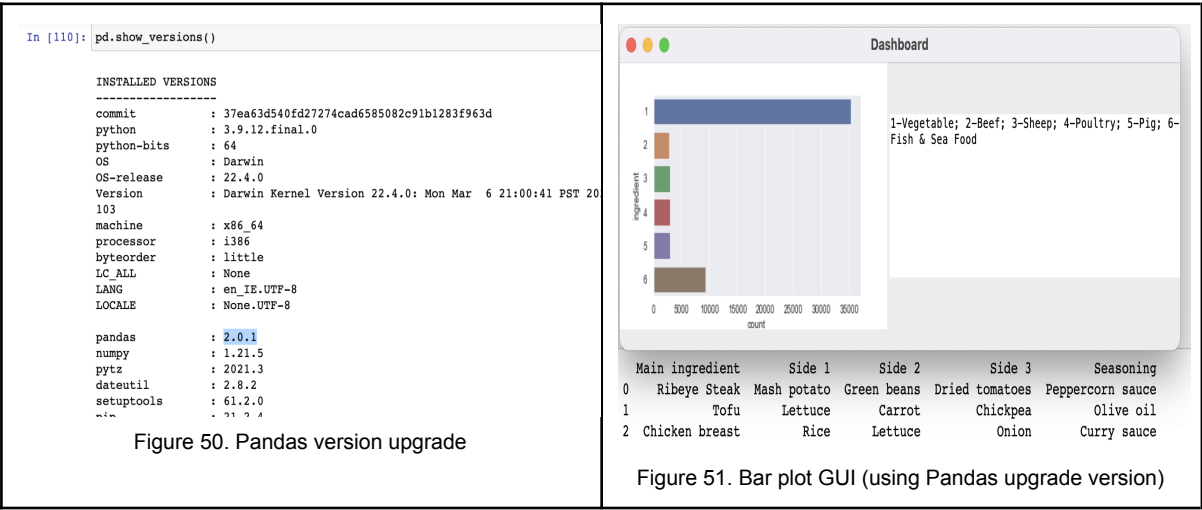 In [110]: pd.show_versions()
INSTALLED VERSIONS
------------------
commit : 37ea63d540fd27274cad6585082c91b1283f963d
python : 3.9.12.final.0
python-bits : 64
OS : Darwin
OS-release : 22.4.0
Version : Darwin Kernel Version 22.4.0: Mon Mar 6 21:00:41 PST 20
103
machine : x86_64
processor : i386
byteorder : little
LC_ALL : None
LANG : en_IE.UTF-8
LOCALE : None.UTF-8
pandas : 2.0.1
numpy : 1.21.5
pytz : 2021.3
dateutil : 2.8.2
setuptools : 61.2.0
Figure 50. Pandas version upgrade
Dashboard
ingredient
1
2
3
4
5
6
0 5000 10000 15000 20000 25000 30000 35000
count
1-Vegetable; 2-Beef; 3-Sheep; 4-Poultry; 5-Pig; 6-
Fish & Sea Food
Main ingredient Side 1 Side 2 Side 3 Seasoning
0 Ribeye Steak Mash potato Green beans Dried tomatoes Peppercorn sauce
1 Tofu Lettuce Carrot Chickpea Olive oil
2 Chicken breast Rice Lettuce Onion Curry sauce
Figure 51. Bar plot GUI (using Pandas upgrade version)